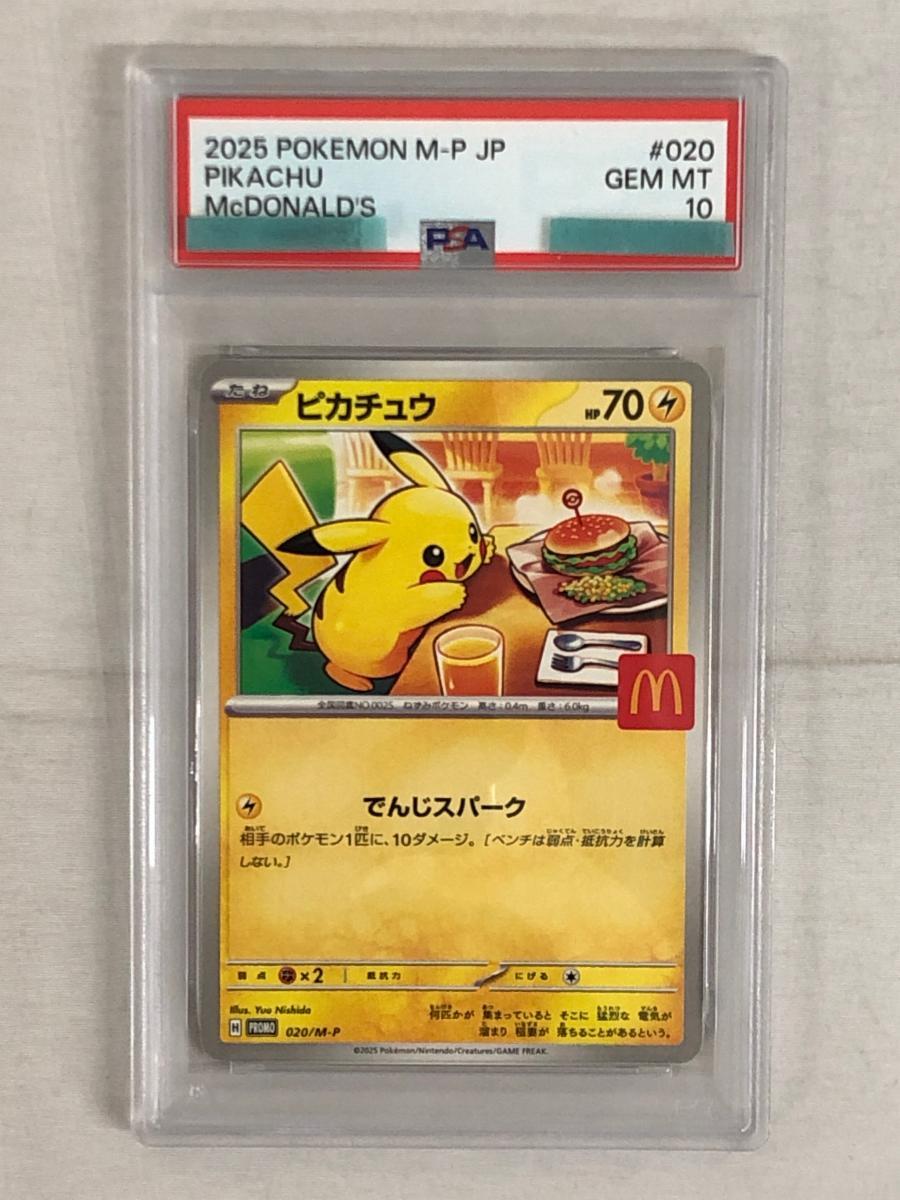 2025 POKEMON M-P JP #020
PIKACHU GEM MT
McDONALD'S 10
PSA
たね ピカチュウ HP70
全国図鑑NO.0025 ねずみポケモン 高さ:0.4m 重さ:6.0kg
でんじスパーク
相手のポケモン1匹に、10ダメージ。[ベンチは弱点・抵抗力を計算
しない。]
弱点 ×2 抵抗力 にげる
Illus. Yuo Nishida
何匹かが 集まっていると そこに 猛烈な 電気が
溜まり 稲妻が 落ちることがあるという。
H PROMO 020/M-P
©2025 Pokémon/Nintendo/Creatures/GAME FREAK.